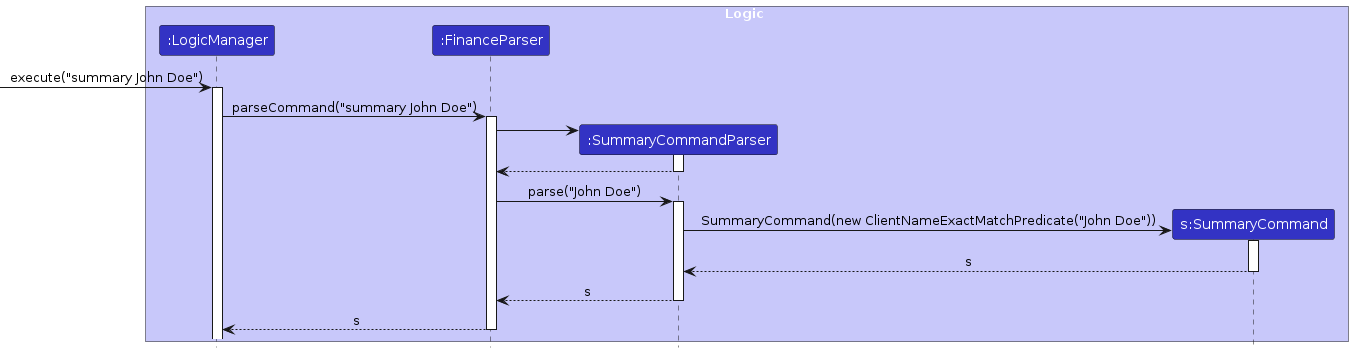 Logic
:LogicManager
:FinanceParser
execute("summary John Doe")
parseCommand("summary John Doe")
:SummaryCommandParser
parse("John Doe")
SummaryCommand(new ClientNameExactMatchPredicate("John Doe"))
s:SummaryCommand
s
s
s